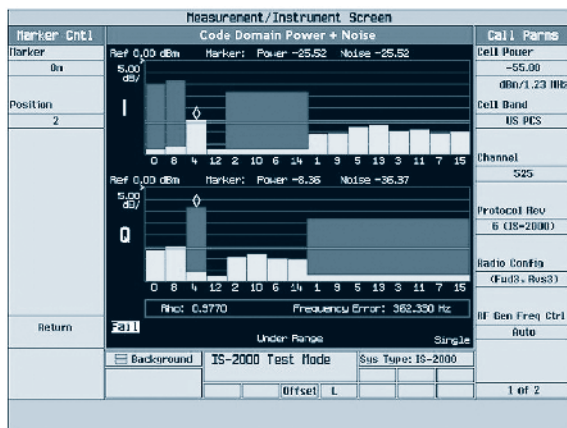 Measurement/Instrument Screen
Marker Cntl
Marker
On
Position
2
Return
Code Domain Power + Noise
Ref 0.00 dBm Marker: Power -25.52 Noise -25.52
5.00
dB/
I
0 8 4 12 2 10 6 14 1 9 5 13 3 11 7 15
Ref 0.00 dBm Marker: Power -8.36 Noise -36.37
5.00
dB/
Q
0 8 4 12 2 10 6 14 1 9 5 13 3 11 7 15
Rho: 0.9770 Frequency Error: 362.330 Hz
Fail
Under Range
Single
Background
IS-2000 Test Mode
Sys Type: IS-2000
Offset L
Call Parms
Cell Power
-55.00
dBm/1.23 MHz
Cell Band
US PCS
Channel
525
Protocol Rev
6 (IS-2000)
Radio Config
(Fwd3, Rvs3)
RF Gen Freq Ctrl
Auto
1 of 2